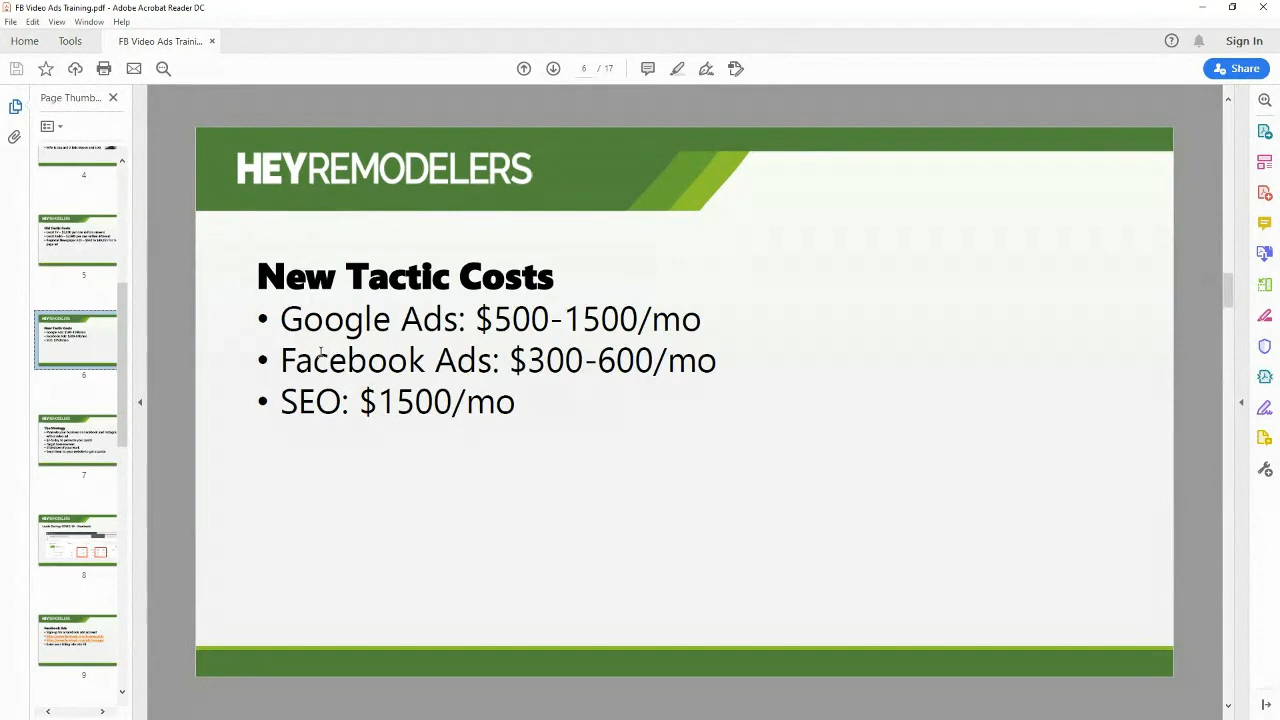 FB Video Ads Training.pdf - Adobe Acrobat Reader DC
File Edit View Window Help
Home Tools FB Video Ads Traini... ×
Sign In
6 / 17
Share
Page Thumb...
4
5
6
7
8
9
HEYREMODELERS
New Tactic Costs
• Google Ads: $500-1500/mo
• Facebook Ads: $300-600/mo
• SEO: $1500/mo